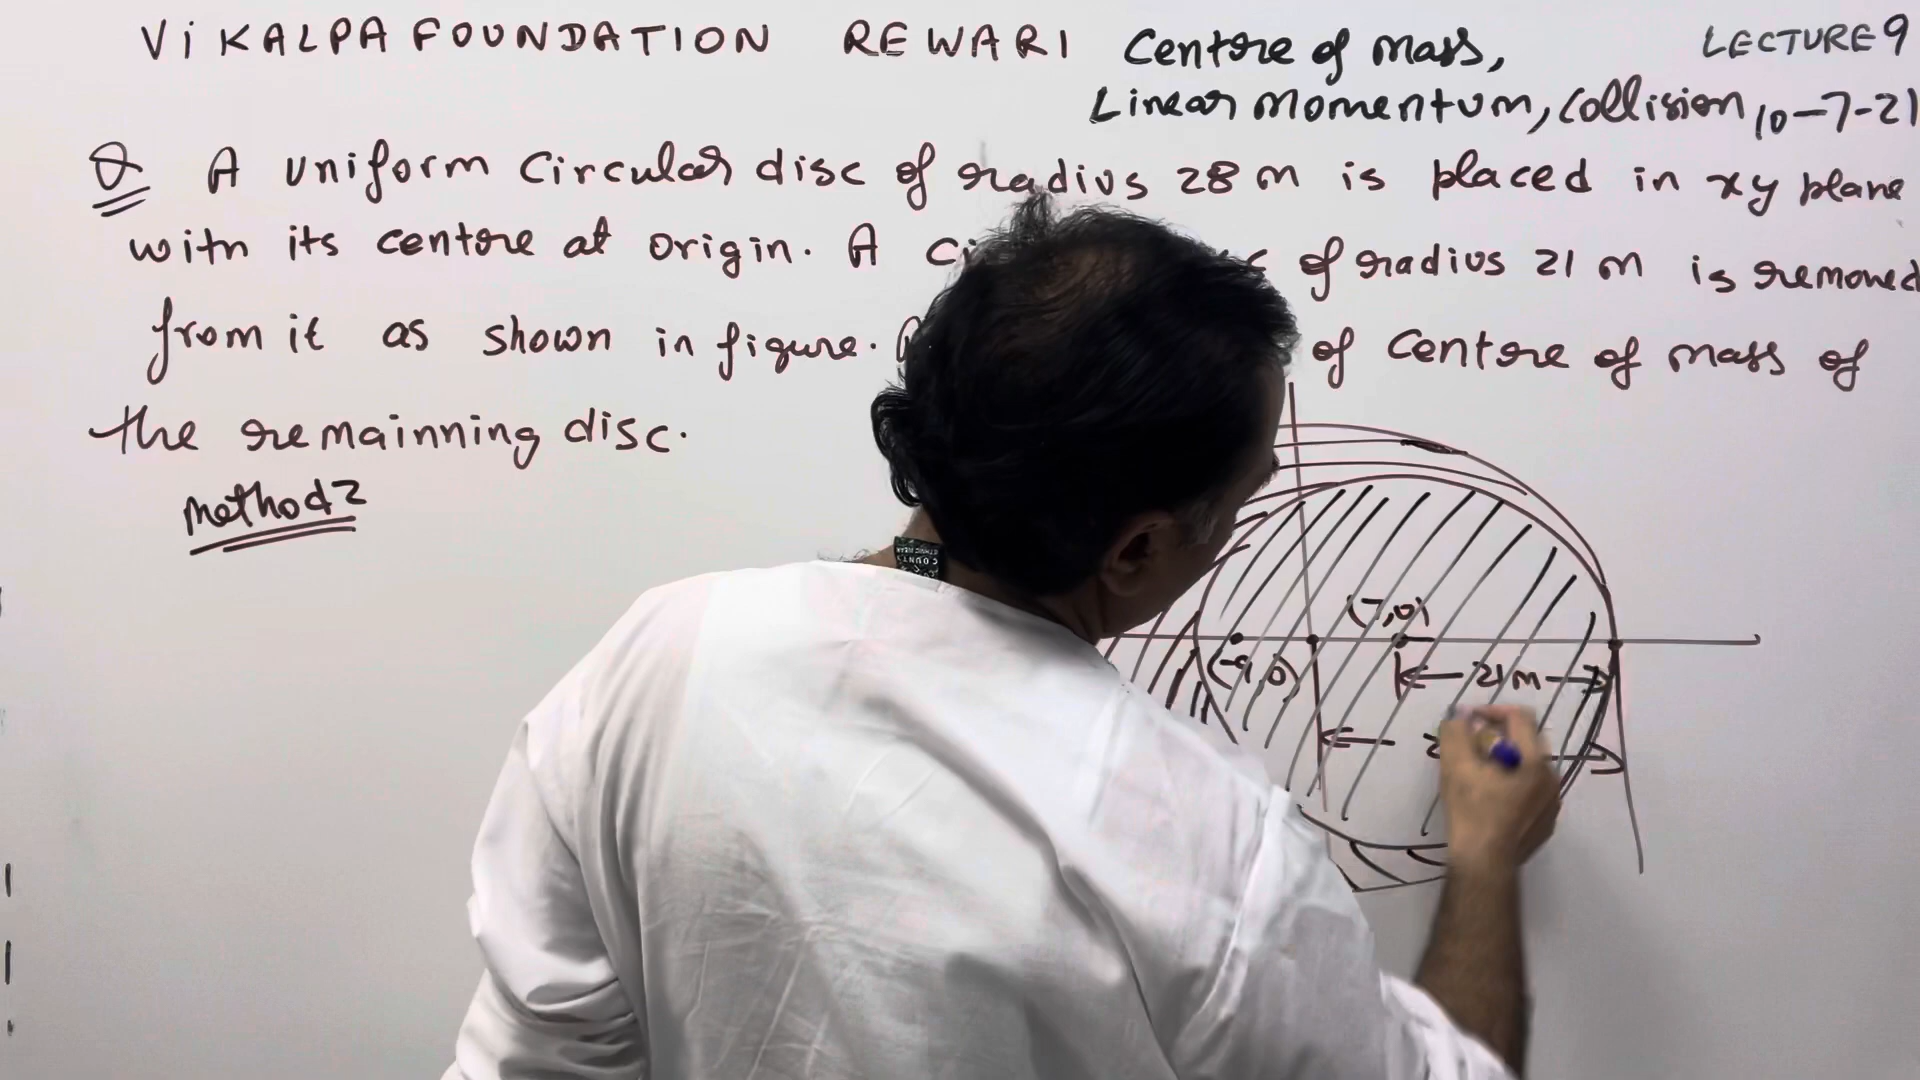 ViKALPA FOUNDATION REWARI Centre of mass, LECTURE 9
Linear momentum, Collision 10-7-21
Q A uniform circular disc of radius 28 m is placed in xy plane
with its centre at origin. A of radius 21 m is removed
from it as shown in figure. of centre of mass of
the remainning disc.
Method 2
(7,0)
(-9,0)
21m